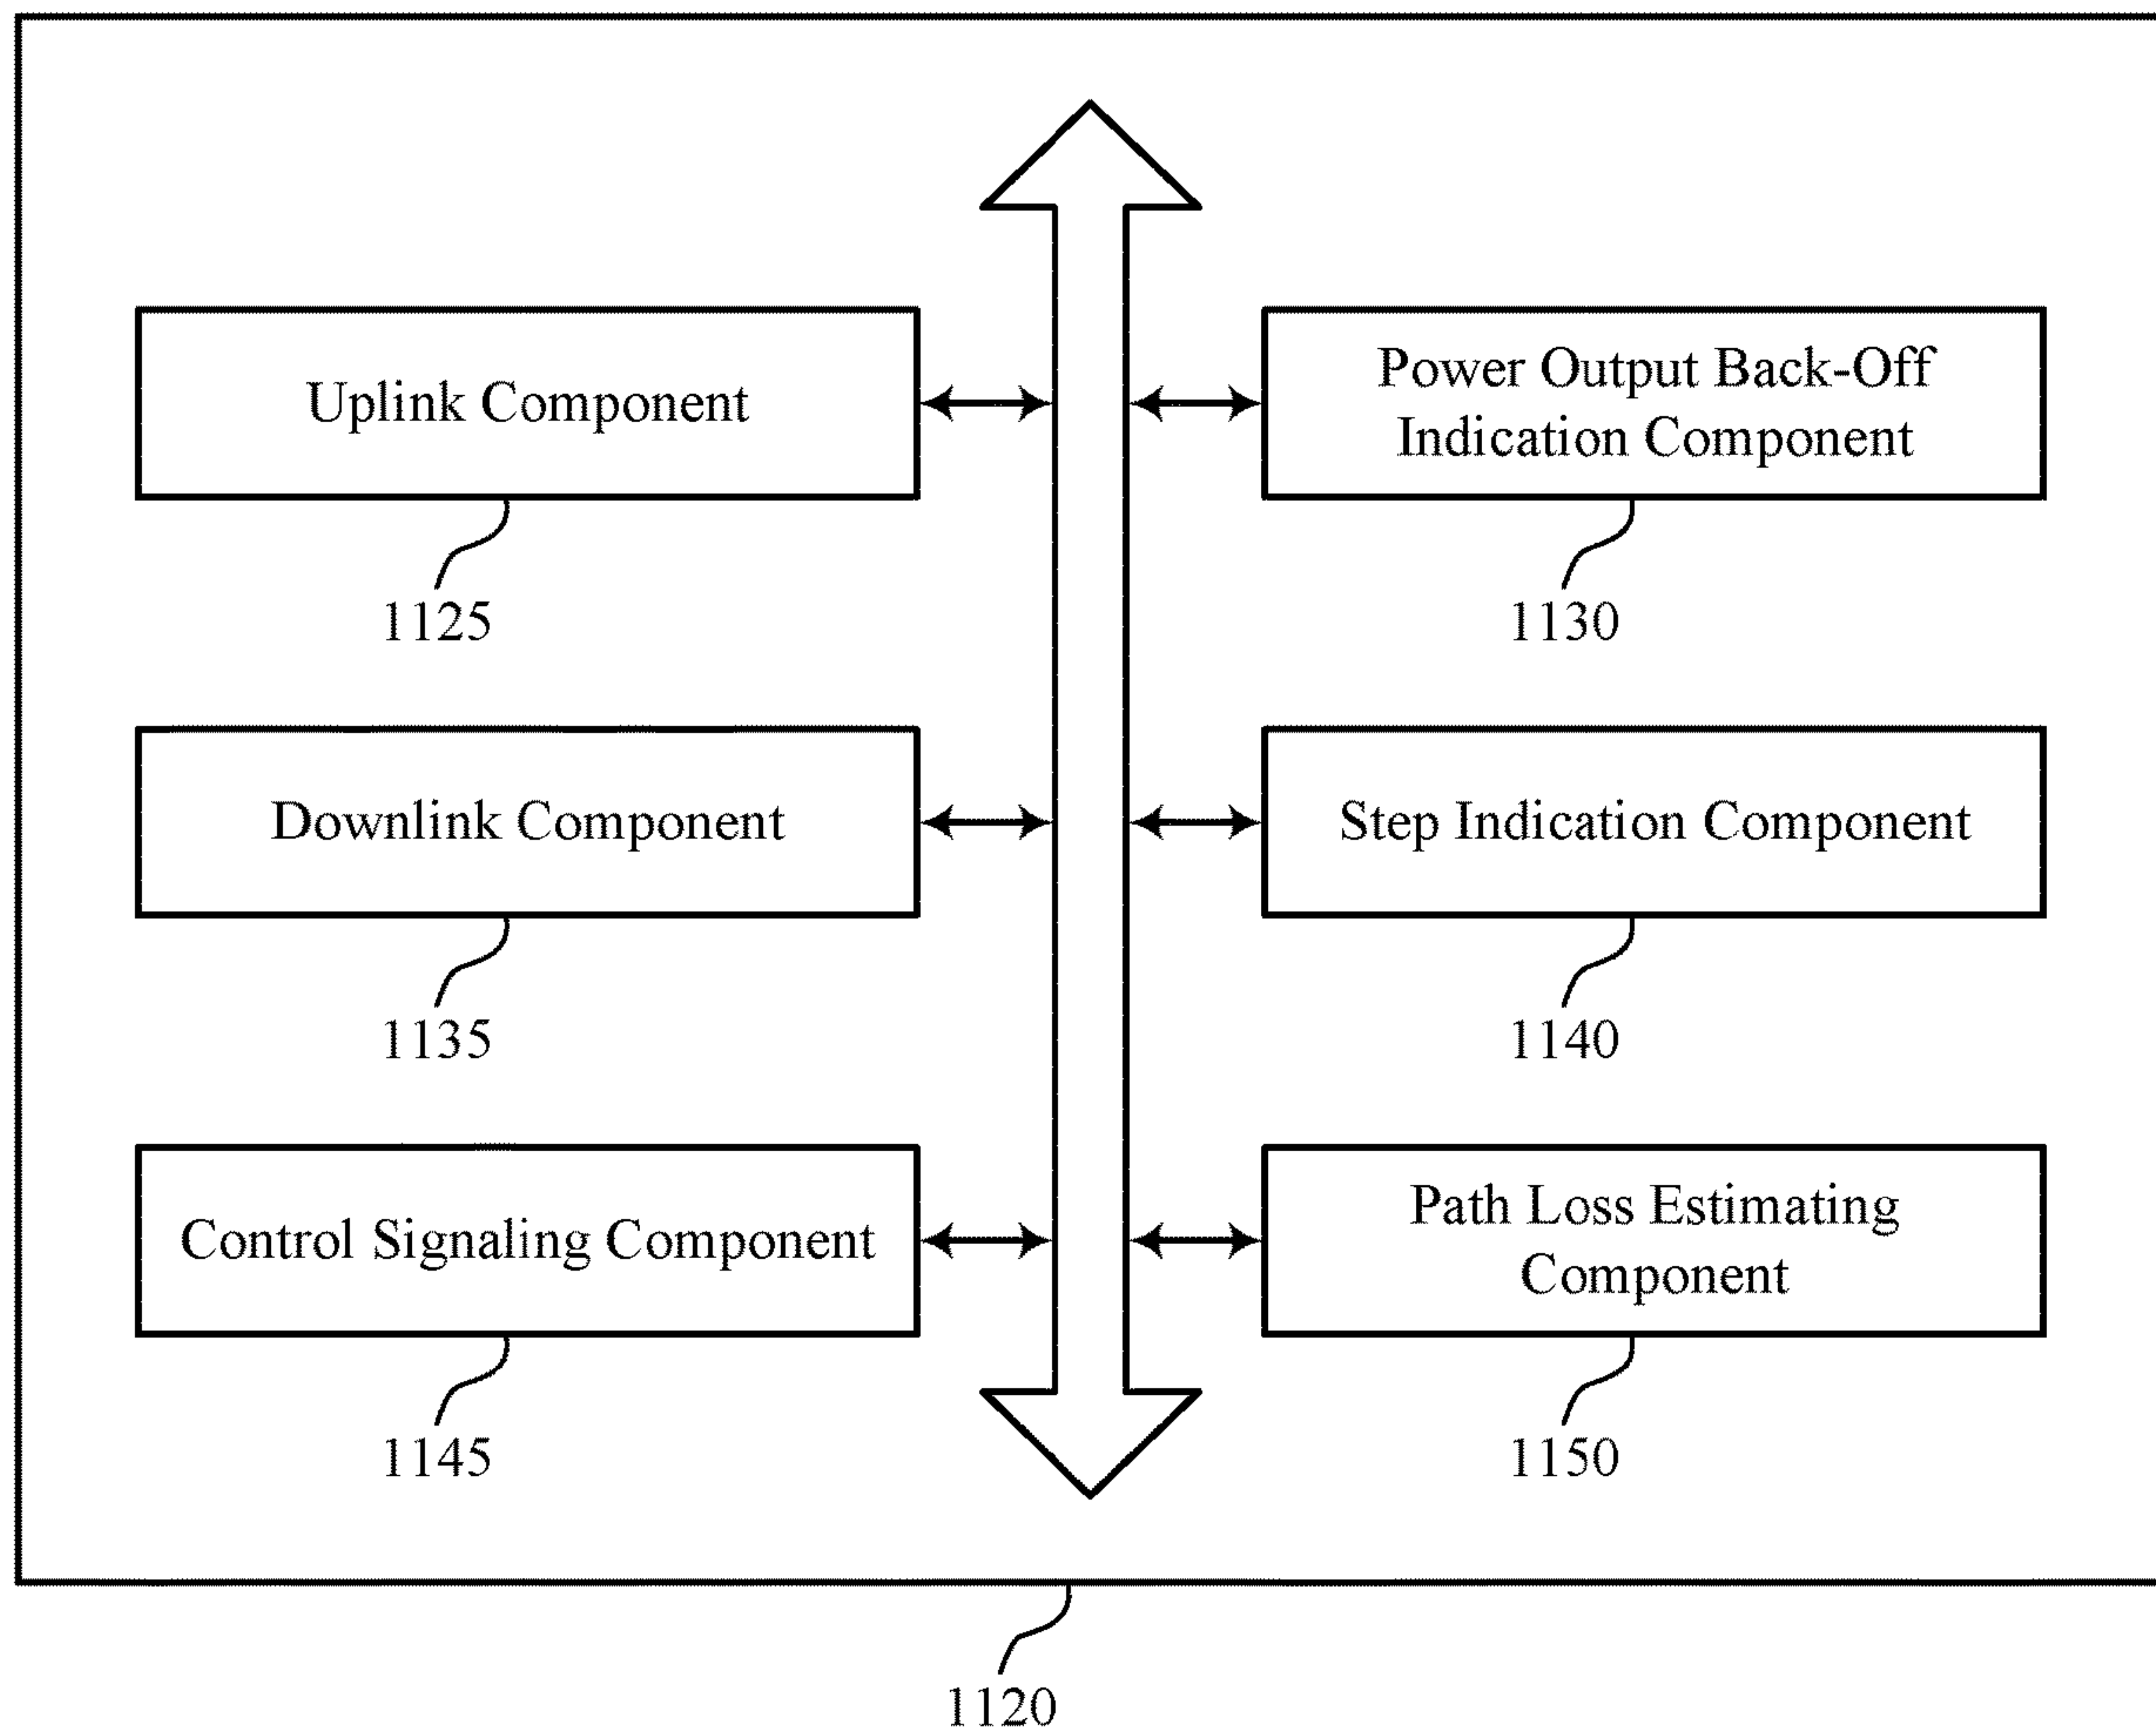 Uplink Component
1125
Power Output Back-Off
Indication Component
1130
Downlink Component
1135
Step Indication Component
1140
Control Signaling Component
1145
Path Loss Estimating
Component
1150
1120